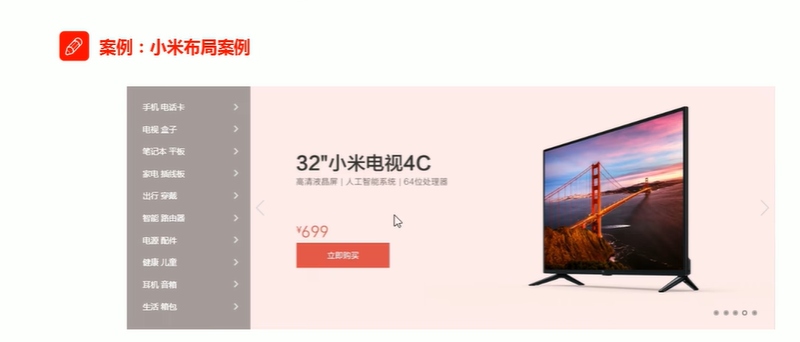 案例：小米布局案例
手机 电话卡
电视 盒子
笔记本 平板
家电 插线板
出行 穿戴
智能 路由器
电源 配件
健康 儿童
耳机 音箱
生活 箱包
32"小米电视4C
高清液晶屏 | 人工智能系统 | 64位处理器
¥699
立即购买